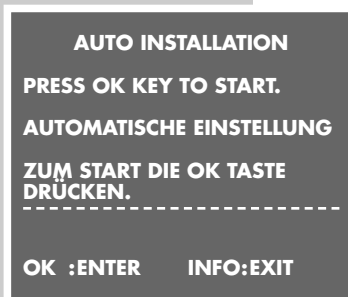 AUTO INSTALLATION
PRESS OK KEY TO START.
AUTOMATISCHE EINSTELLUNG
ZUM START DIE OK TASTE
DRÜCKEN.
OK :ENTER INFO:EXIT